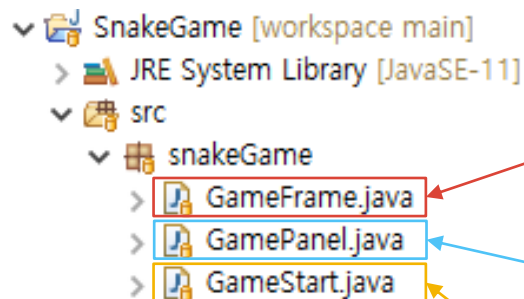 SnakeGame [workspace main]
JRE System Library [JavaSE-11]
src
snakeGame
GameFrame.java
GamePanel.java
GameStart.java